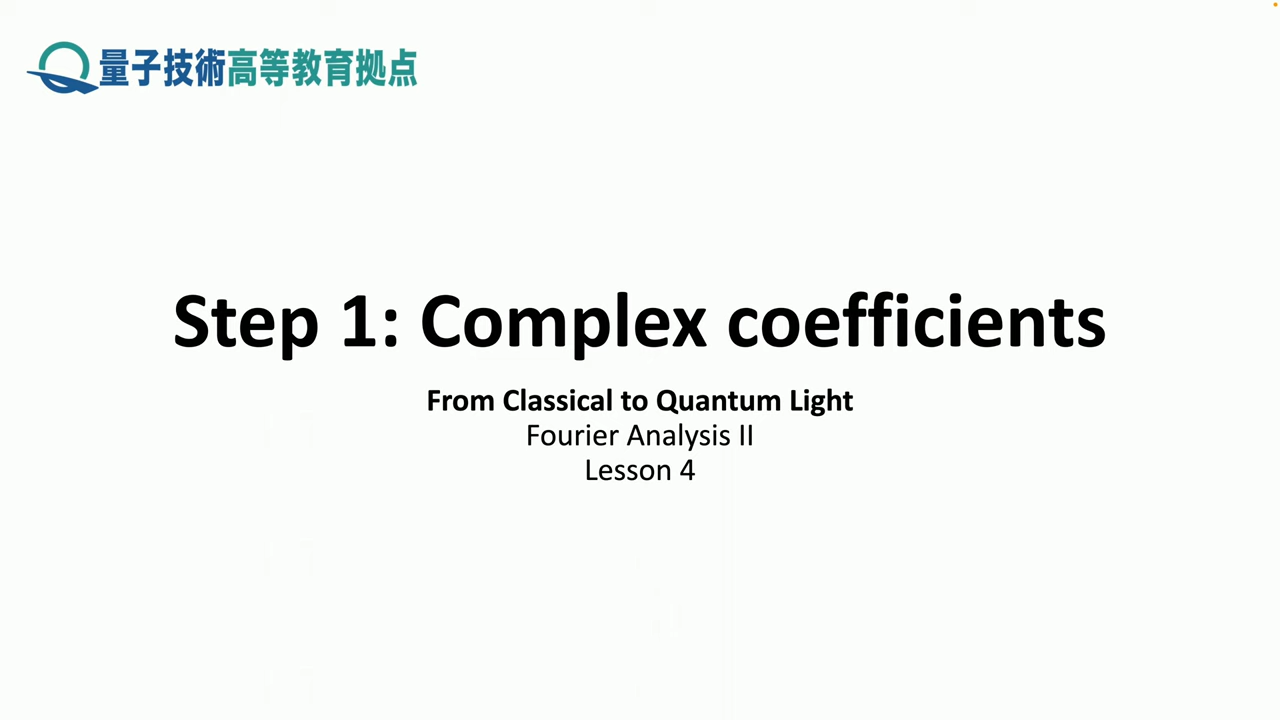 量子技術高等教育拠点
Step 1: Complex coefficients
From Classical to Quantum Light
Fourier Analysis II
Lesson 4